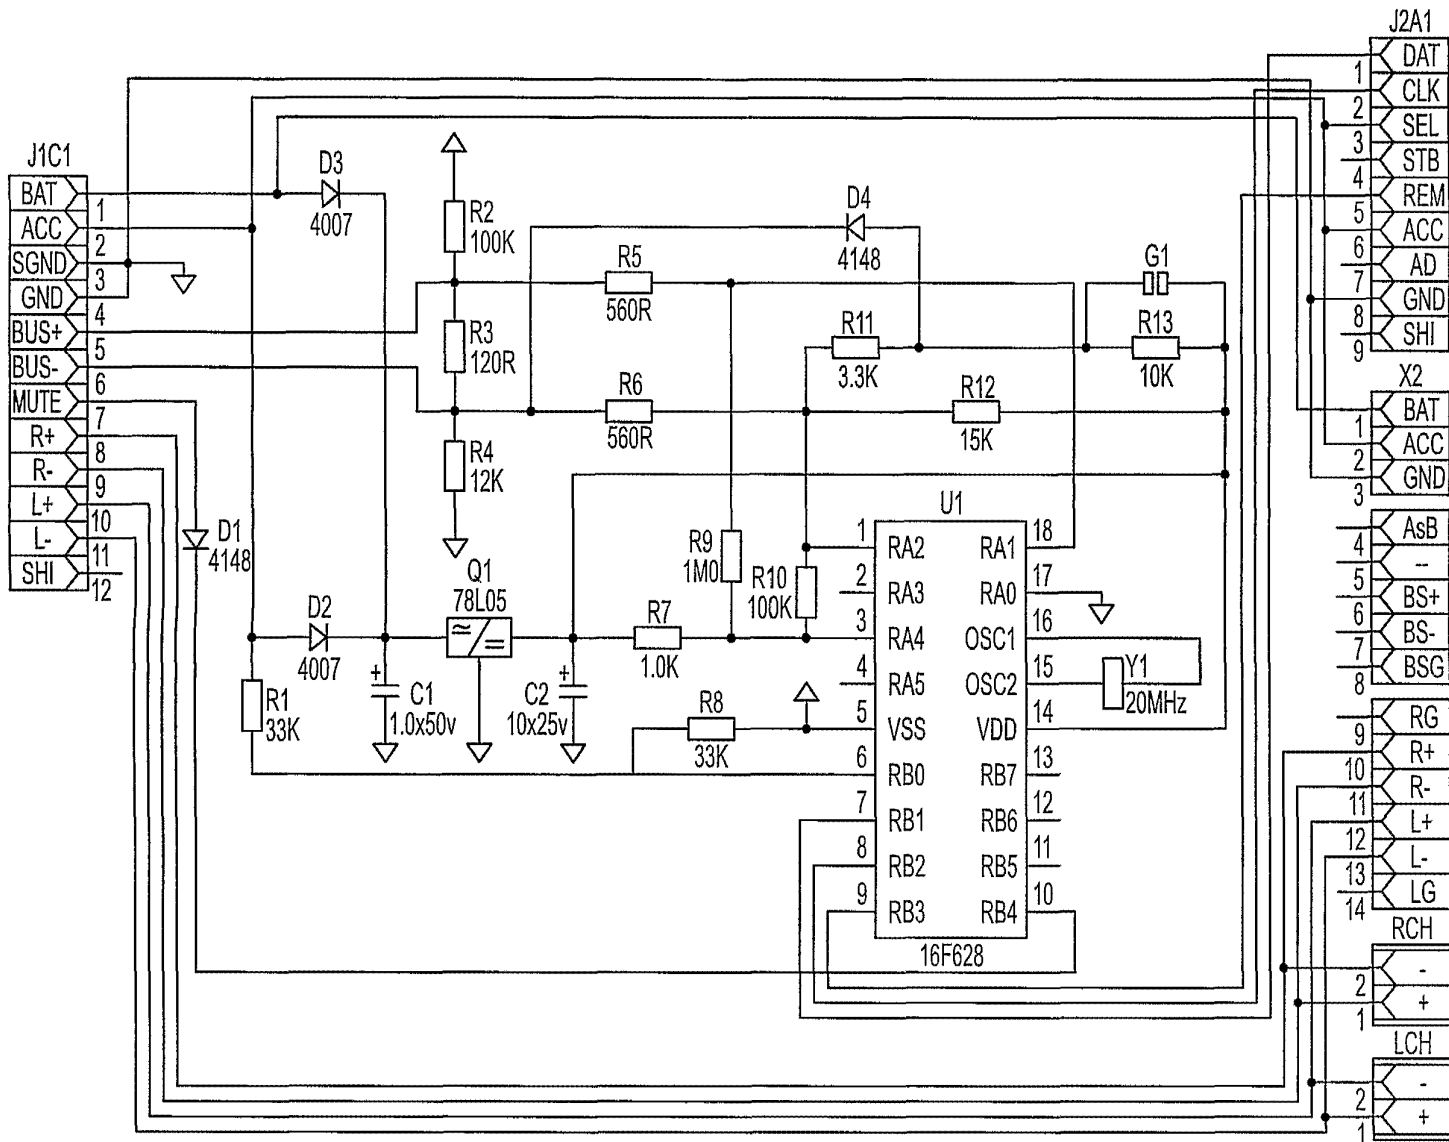 J1C1
BAT
1
ACC
2
SGND
3
GND
4
BUS+
5
BUS-
6
MUTE
7
R+
8
R-
9
L+
10
L-
11
SHI
12
D3
4007
R2
100K
R5
560R
R3
120R
R6
560R
R4
12K
D4
4148
G1
R11
3.3K
R13
10K
R12
15K
D1
4148
D2
4007
Q1
78L05
R9
1M0
R10
100K
R7
1.0K
R1
33K
+
C1
1.0x50v
+
C2
10x25v
R8
33K
U1
1 RA2 RA1 18
2 RA3 RA0 17
3 RA4 OSC1 16
4 RA5 OSC2 15
5 VSS VDD 14
6 RB0 RB7 13
7 RB1 RB6 12
8 RB2 RB5 11
9 RB3 RB4 10
16F628
Y1
20MHz
J2A1
DAT
1
CLK
2
SEL
3
STB
4
REM
5
ACC
6
AD
7
GND
8
SHI
9
X2
BAT
1
ACC
2
GND
3
AsB
4
--
5
BS+
6
BS-
7
BSG
8
RG
9
R+
10
R-
11
L+
12
L-
13
LG
14
RCH
-
2
+
1
LCH
-
2
+
1